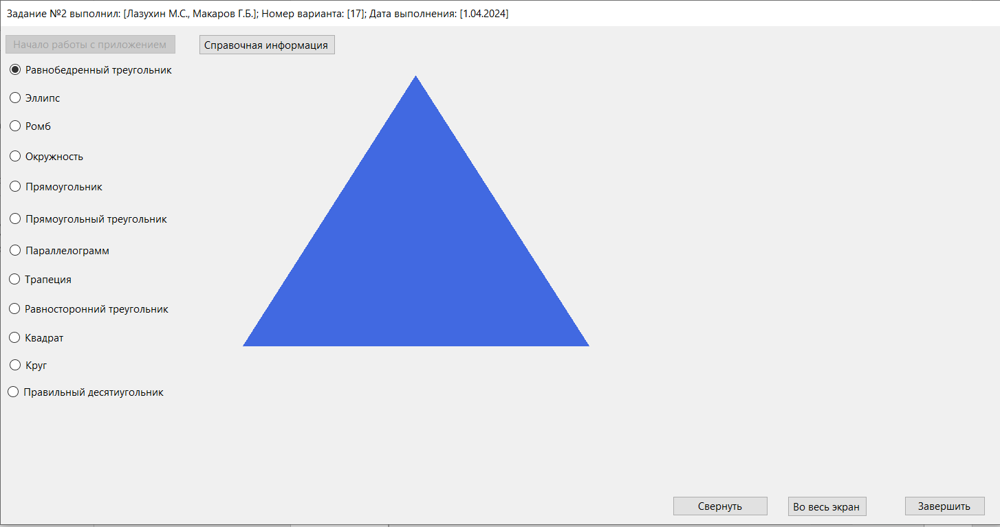 Задание №2 выполнил: [Лазухин М.С., Макаров Г.Б.]; Номер варианта: [17]; Дата выполнения: [1.04.2024]
Начало работы с приложением
Справочная информация
Равнобедренный треугольник
Эллипс
Ромб
Окружность
Прямоугольник
Прямоугольный треугольник
Параллелограмм
Трапеция
Равносторонний треугольник
Квадрат
Круг
Правильный десятиугольник
Свернуть
Во весь экран
Завершить